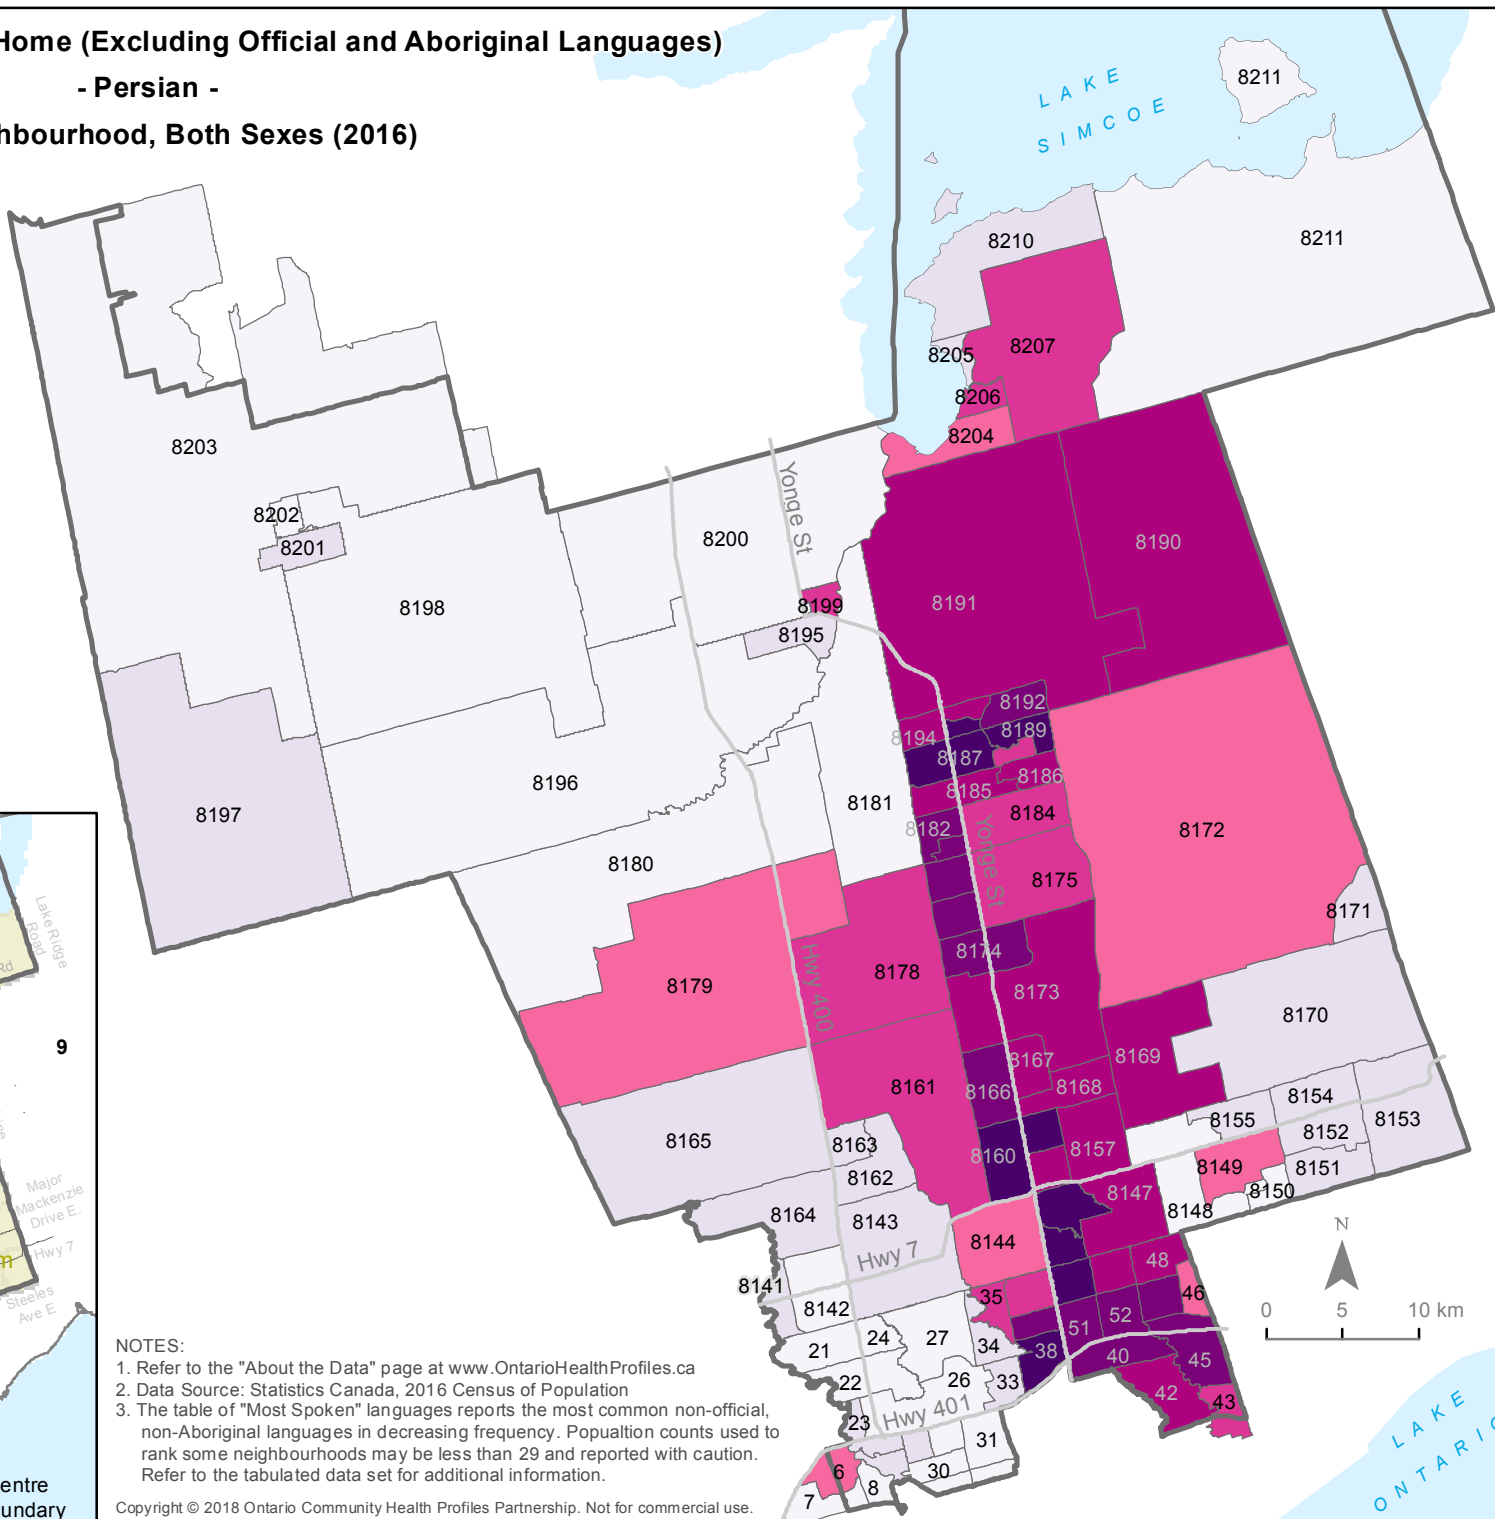 Home (Excluding Official and Aboriginal Languages)
- Persian -
hbourhood, Both Sexes (2016)
LAKE
SIMCOE
8211
8211
8210
8205
8207
8206
8204
8203
8202
8201
8200
Yonge St
8198
8199
8195
8191
8190
8192
8194
8189
8187
8186
8185
8184
8182
Yonge St
8197
8196
8181
8180
8172
8175
8171
8174
8179
8178
Hwy 400
8173
8170
8169
8167
8168
8166
8161
8165
8163
8162
8160
8157
8154
8155
8153
8152
8151
8149
8150
8148
8147
8164
8143
8144
Hwy 7
8141
8142
48
46
35
52
51
21
24
27
34
38
40
45
22
26
33
42
43
23
Hwy 401
31
30
6
7
8
N
0 5 10 km
LAKE
ONTARIO
Lake Ridge
Road
Rd
9
Major
Mackenzie
Drive E.
Hwy 7
m
Steeles
Ave E
entre
undary
NOTES:
1. Refer to the "About the Data" page at www.OntarioHealthProfiles.ca
2. Data Source: Statistics Canada, 2016 Census of Population
3. The table of "Most Spoken" languages reports the most common non-official,
non-Aboriginal languages in decreasing frequency. Popualtion counts used to
rank some neighbourhoods may be less than 29 and reported with caution.
Refer to the tabulated data set for additional information.
Copyright © 2018 Ontario Community Health Profiles Partnership. Not for commercial use.